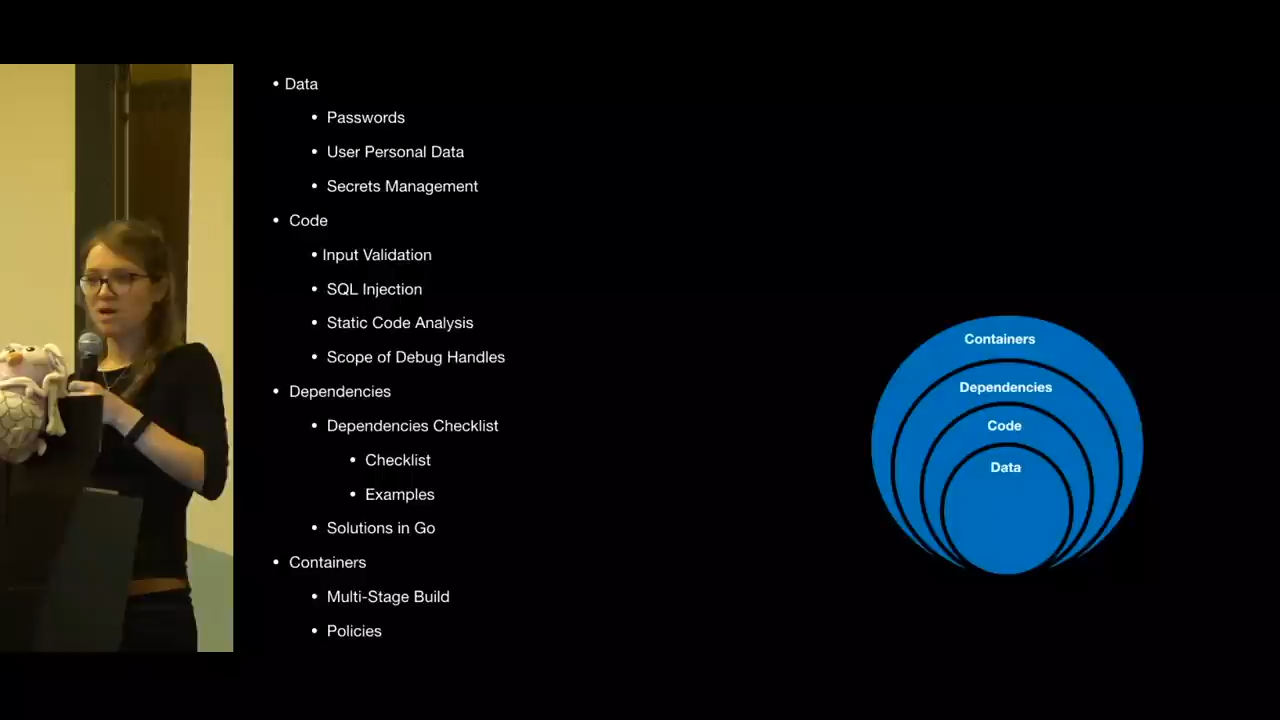 • Data
• Passwords
• User Personal Data
• Secrets Management
• Code
• Input Validation
• SQL Injection
• Static Code Analysis
• Scope of Debug Handles
• Dependencies
• Dependencies Checklist
• Checklist
• Examples
• Solutions in Go
• Containers
• Multi-Stage Build
• Policies
Containers
Dependencies
Code
Data